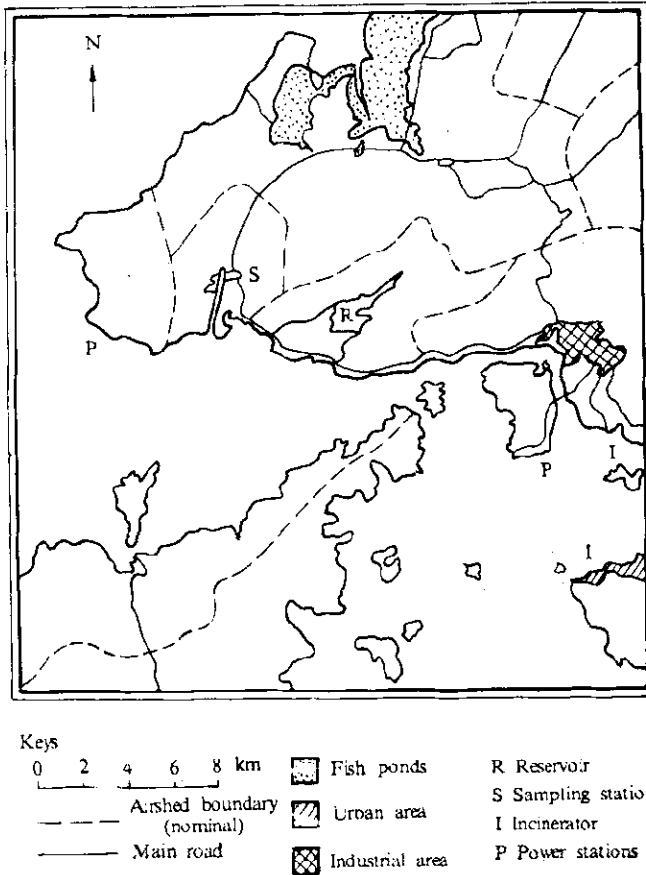 N
S
R
P
P
I
I
Keys
0 2 4 6 8 km
Airshed boundary
(nominal)
Main road
Fish ponds
Urban area
Industrial area
R Reservoir
S Sampling statio
I Incinerator
P Power stations